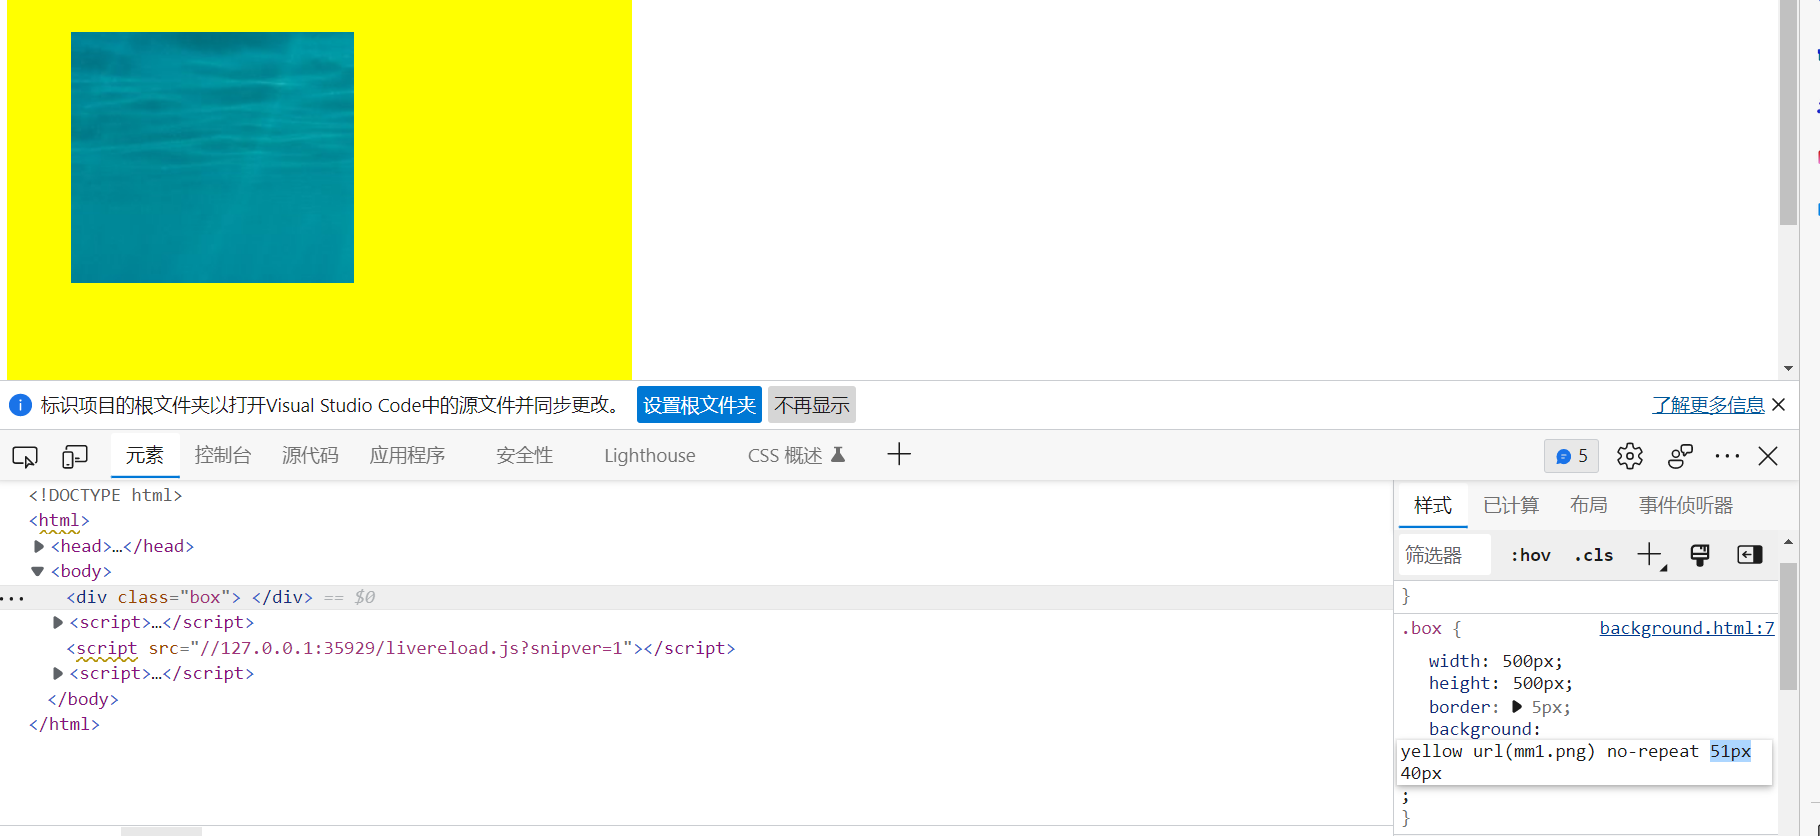 标识项目的根文件夹以打开Visual Studio Code中的源文件并同步更改。 设置根文件夹 不再显示 了解更多信息
元素 控制台 源代码 应用程序 安全性 Lighthouse CSS 概述 5
<!DOCTYPE html>
<html>
<head>…</head>
<body>
<div class="box"> </div> == $0
<script>…</script>
<script src="//127.0.0.1:35929/livereload.js?snipver=1"></script>
<script>…</script>
</body>
</html>
样式 已计算 布局 事件侦听器
筛选器 :hov .cls
}
.box { background.html:7
width: 500px;
height: 500px;
border: 5px;
background:
yellow url(mm1.png) no-repeat 51px
40px
;
}